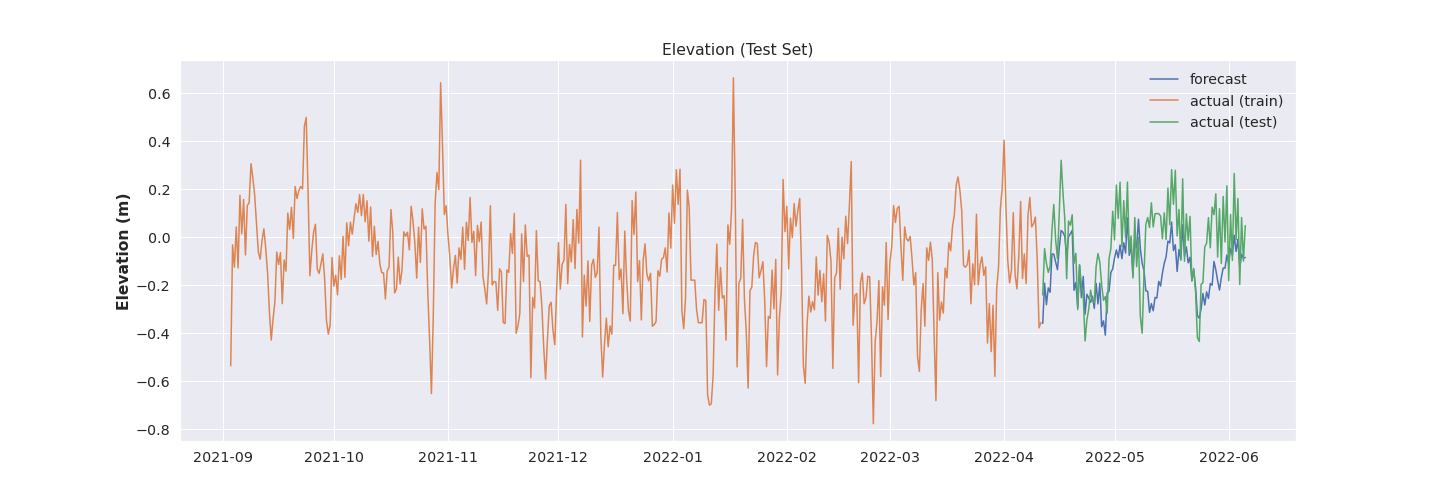 Elevation (Test Set)
forecast
actual (train)
actual (test)
Elevation (m)
0.6
0.4
0.2
0.0
−0.2
−0.4
−0.6
−0.8
2021-09 2021-10 2021-11 2021-12 2022-01 2022-02 2022-03 2022-04 2022-05 2022-06